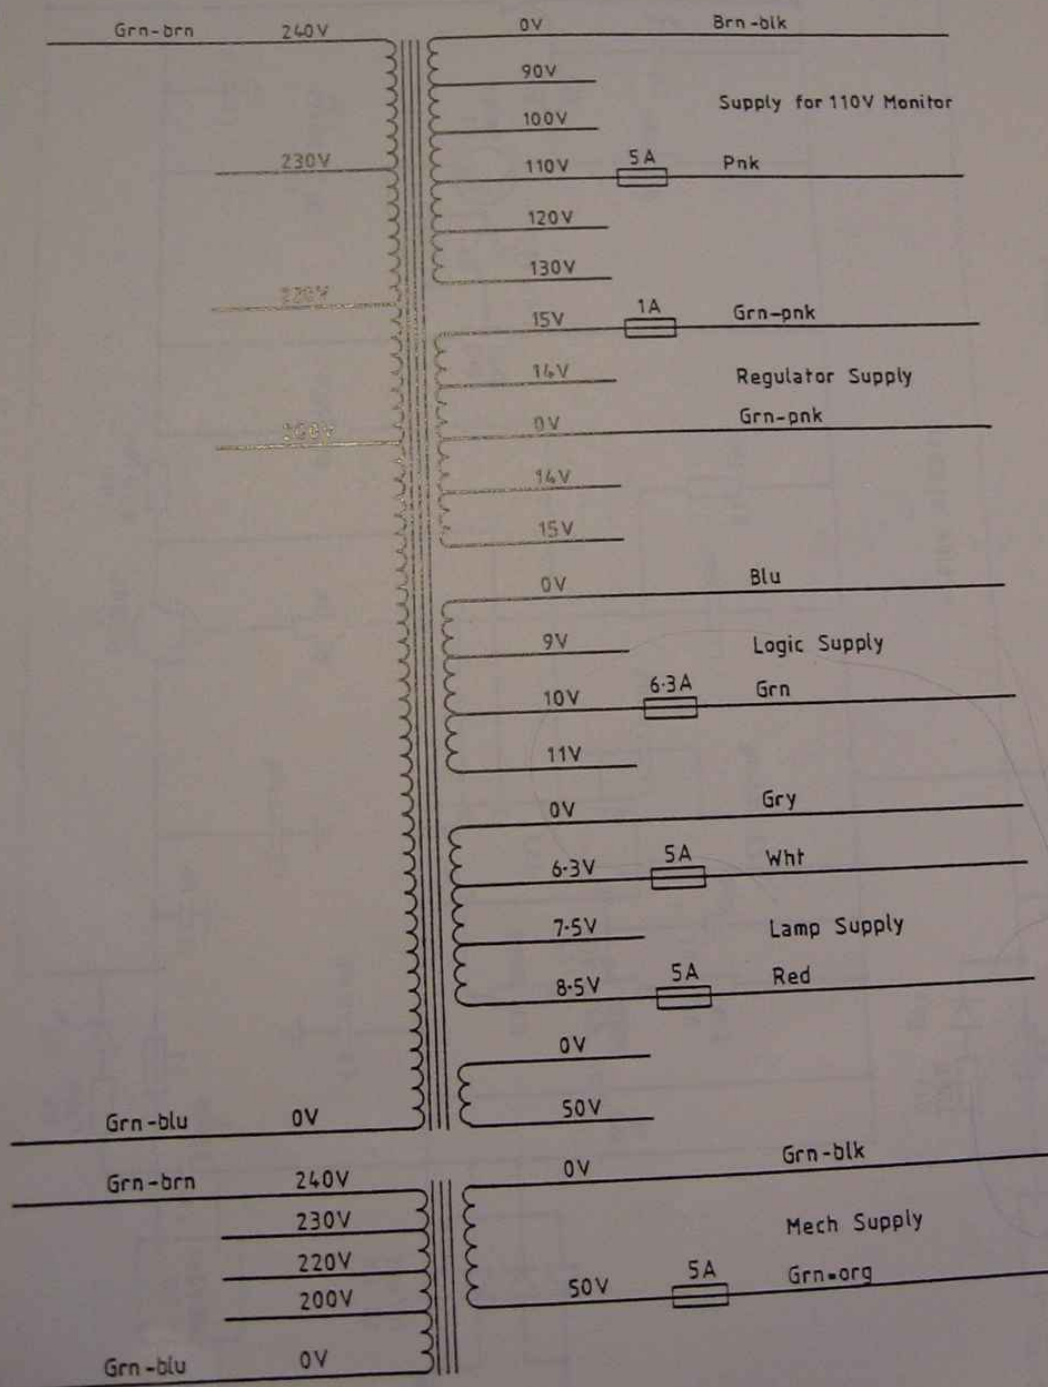 Grn-brn 240V 0V Brn-blk
90V
Supply for 110V Monitor
100V
230V 110V 5A Pnk
120V
130V
220V 15V 1A Grn-pnk
14V Regulator Supply
200V 0V Grn-pnk
14V
15V
0V Blu
9V Logic Supply
10V 6·3A Grn
11V
0V Gry
6·3V 5A Wht
7·5V Lamp Supply
8·5V 5A Red
0V
Grn-blu 0V 50V
Grn-brn 240V 0V Grn-blk
230V Mech Supply
220V
200V 50V 5A Grn-org
Grn-blu 0V